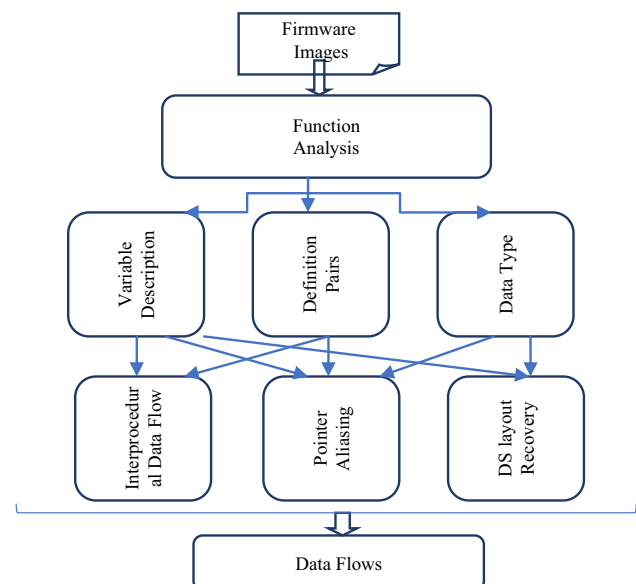 Firmware
Images
Function
Analysis
Variable
Description
Definition
Pairs
Data Type
Interprocedur
al Data Flow
Pointer
Aliasing
DS layout
Recovery
Data Flows